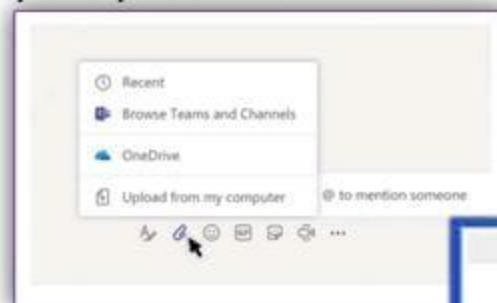 Recent
Browse Teams and Channels
OneDrive
Upload from my computer
@ to mention someone